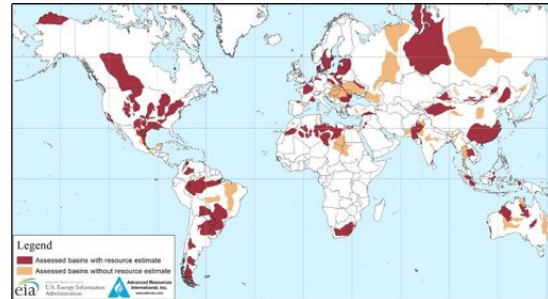 Legend
Assessed basins with resource estimate
Assessed basins without resource estimate
eia
U.S. Energy Information
Administration
Advanced Resources
International, Inc.